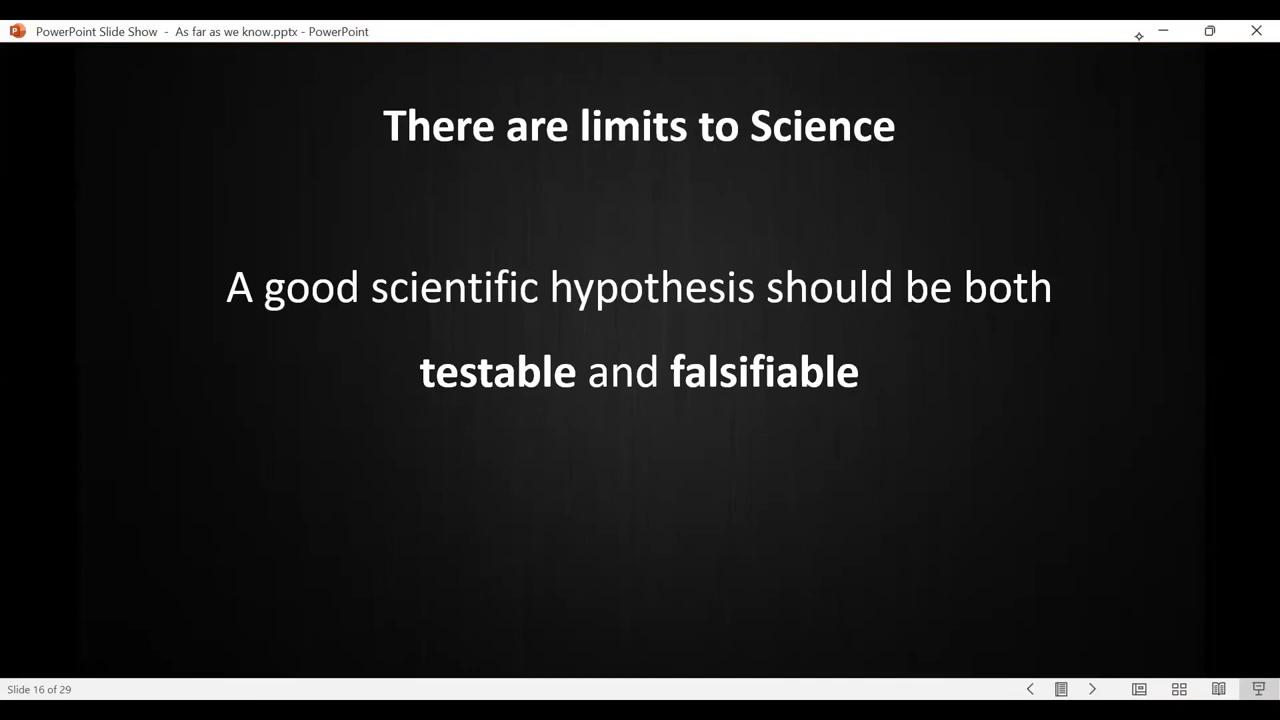 PowerPoint Slide Show - As far as we know.pptx - PowerPoint
There are limits to Science
A good scientific hypothesis should be both
testable and falsifiable
Slide 16 of 29